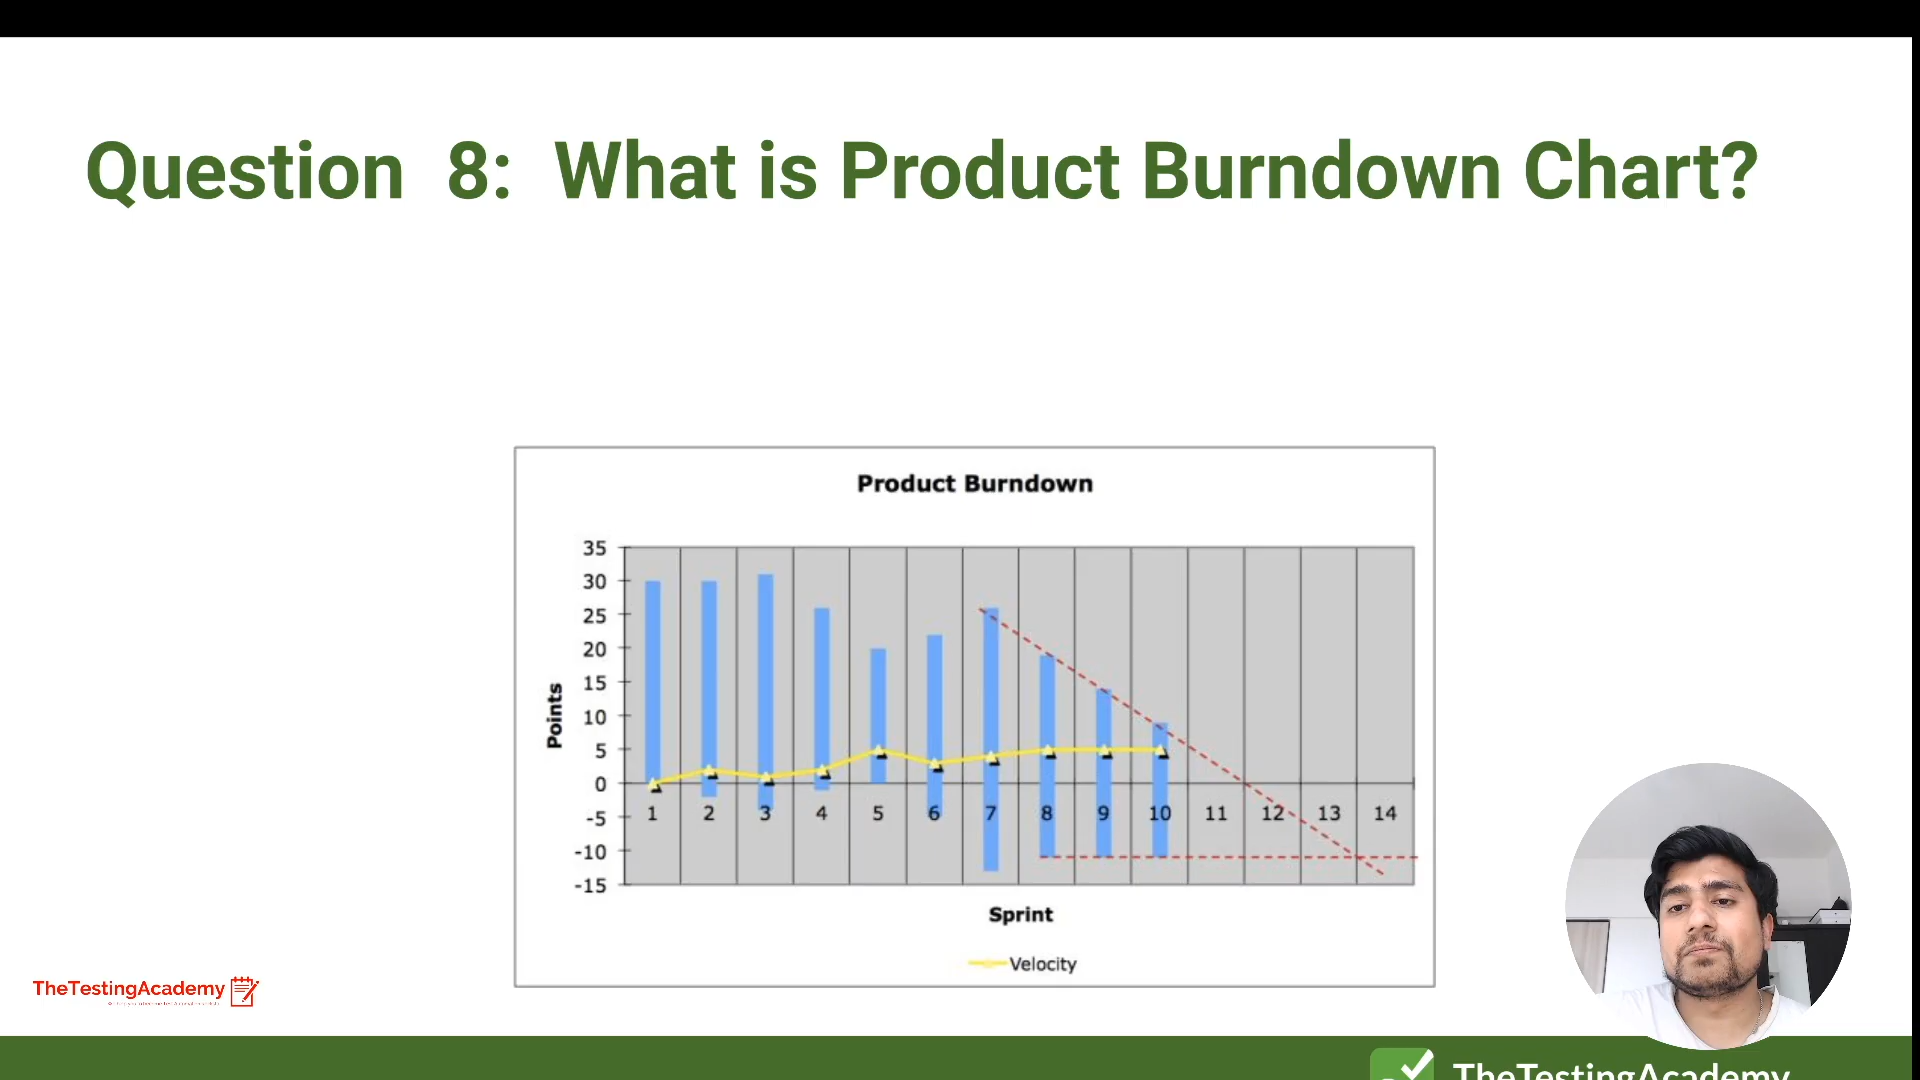 Question 8: What is Product Burndown Chart?
Product Burndown
35
30
25
20
15
10
5
0
-5
-10
-15
Points
1 2 3 4 5 6 7 8 9 10 11 12 13 14
Sprint
Velocity
TheTestingAcademy
TheTestingAcademy